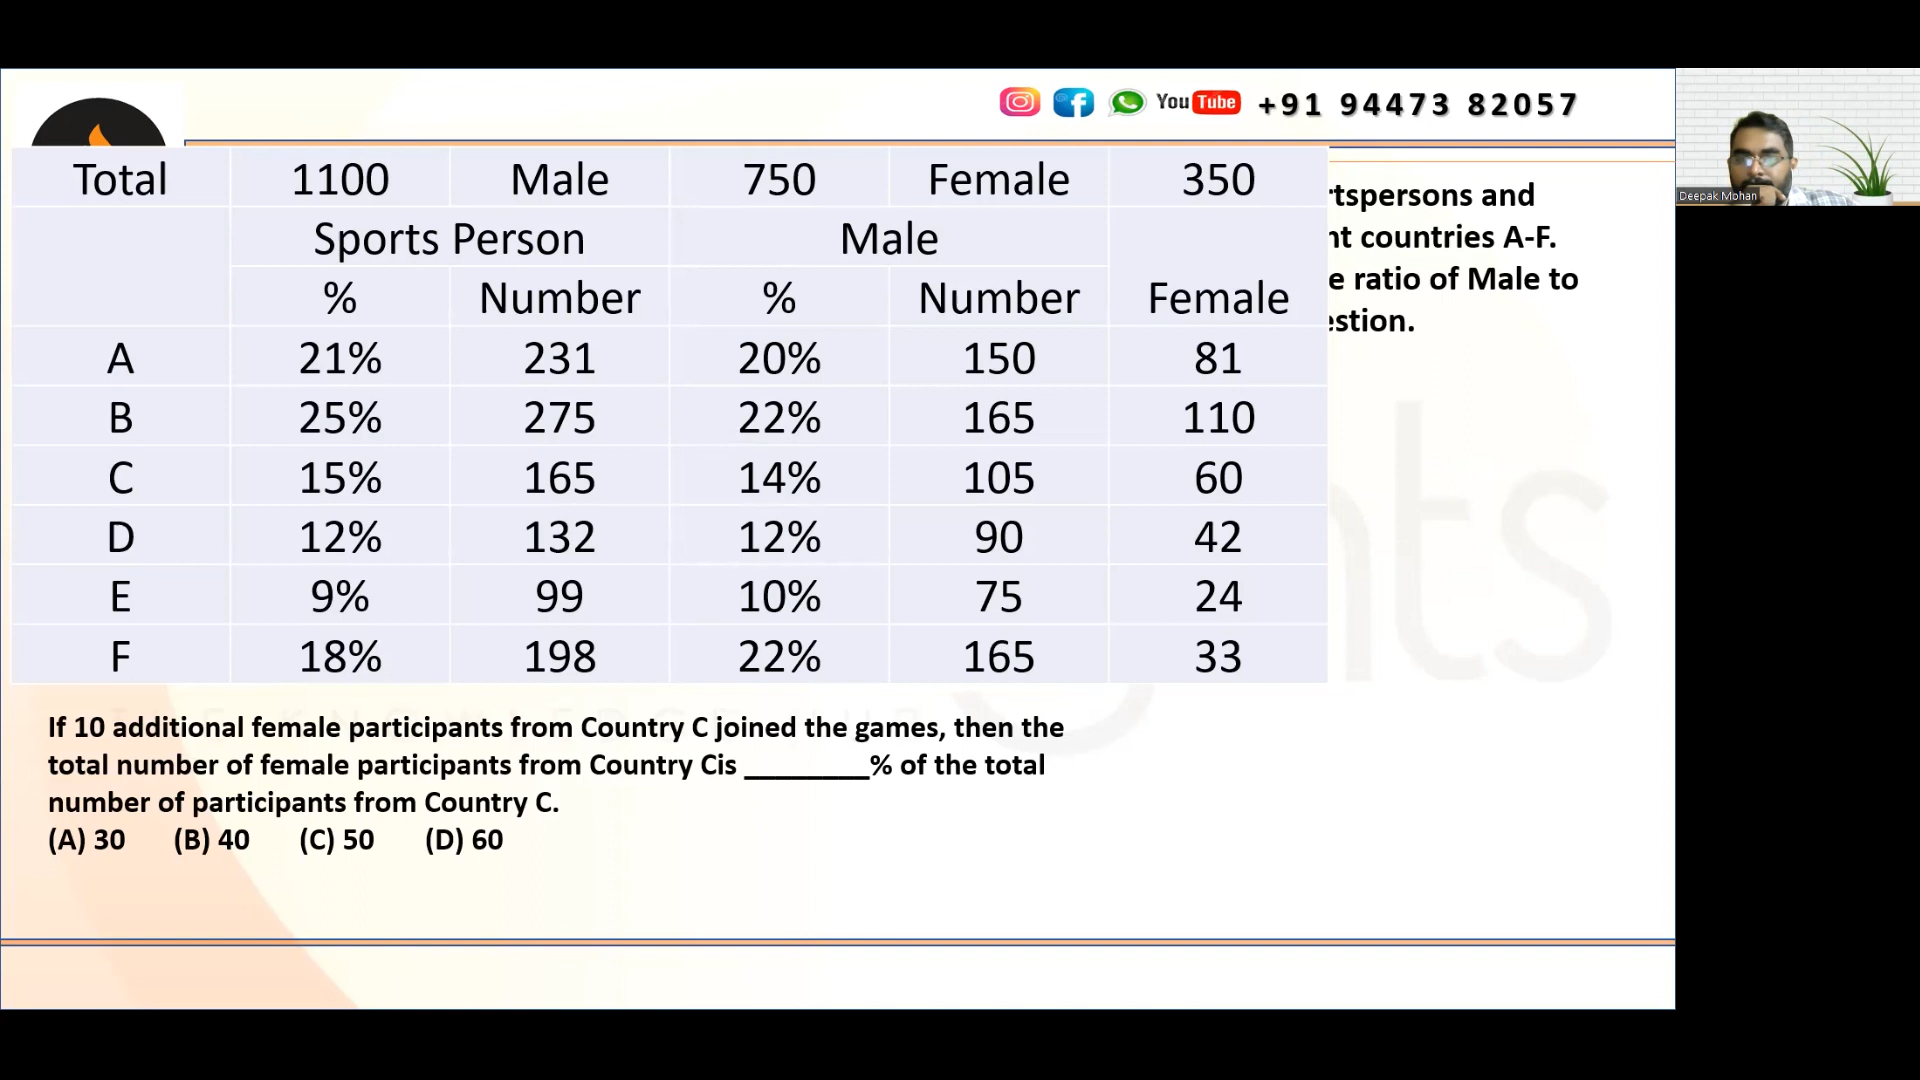 You Tube +91 94473 82057
Deepak Mohan
Total 1100 Male 750 Female 350
rtspersons and
nt countries A-F.
e ratio of Male to
estion.
Sports Person Male
% Number % Number Female
A 21% 231 20% 150 81
B 25% 275 22% 165 110
C 15% 165 14% 105 60
D 12% 132 12% 90 42
E 9% 99 10% 75 24
F 18% 198 22% 165 33
If 10 additional female participants from Country C joined the games, then the
total number of female participants from Country Cis ________% of the total
number of participants from Country C.
(A) 30 (B) 40 (C) 50 (D) 60